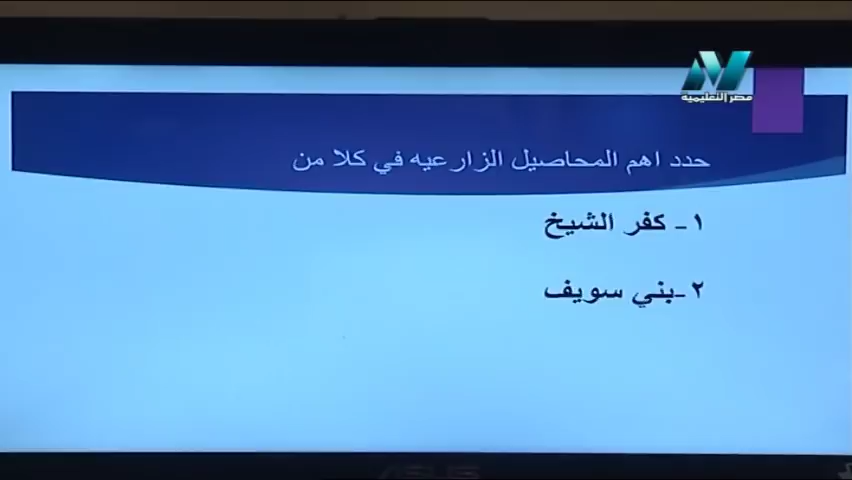 مصر التعليمية
حدد اهم المحاصيل الزارعيه في كلا من
١- كفر الشيخ
٢-بني سويف